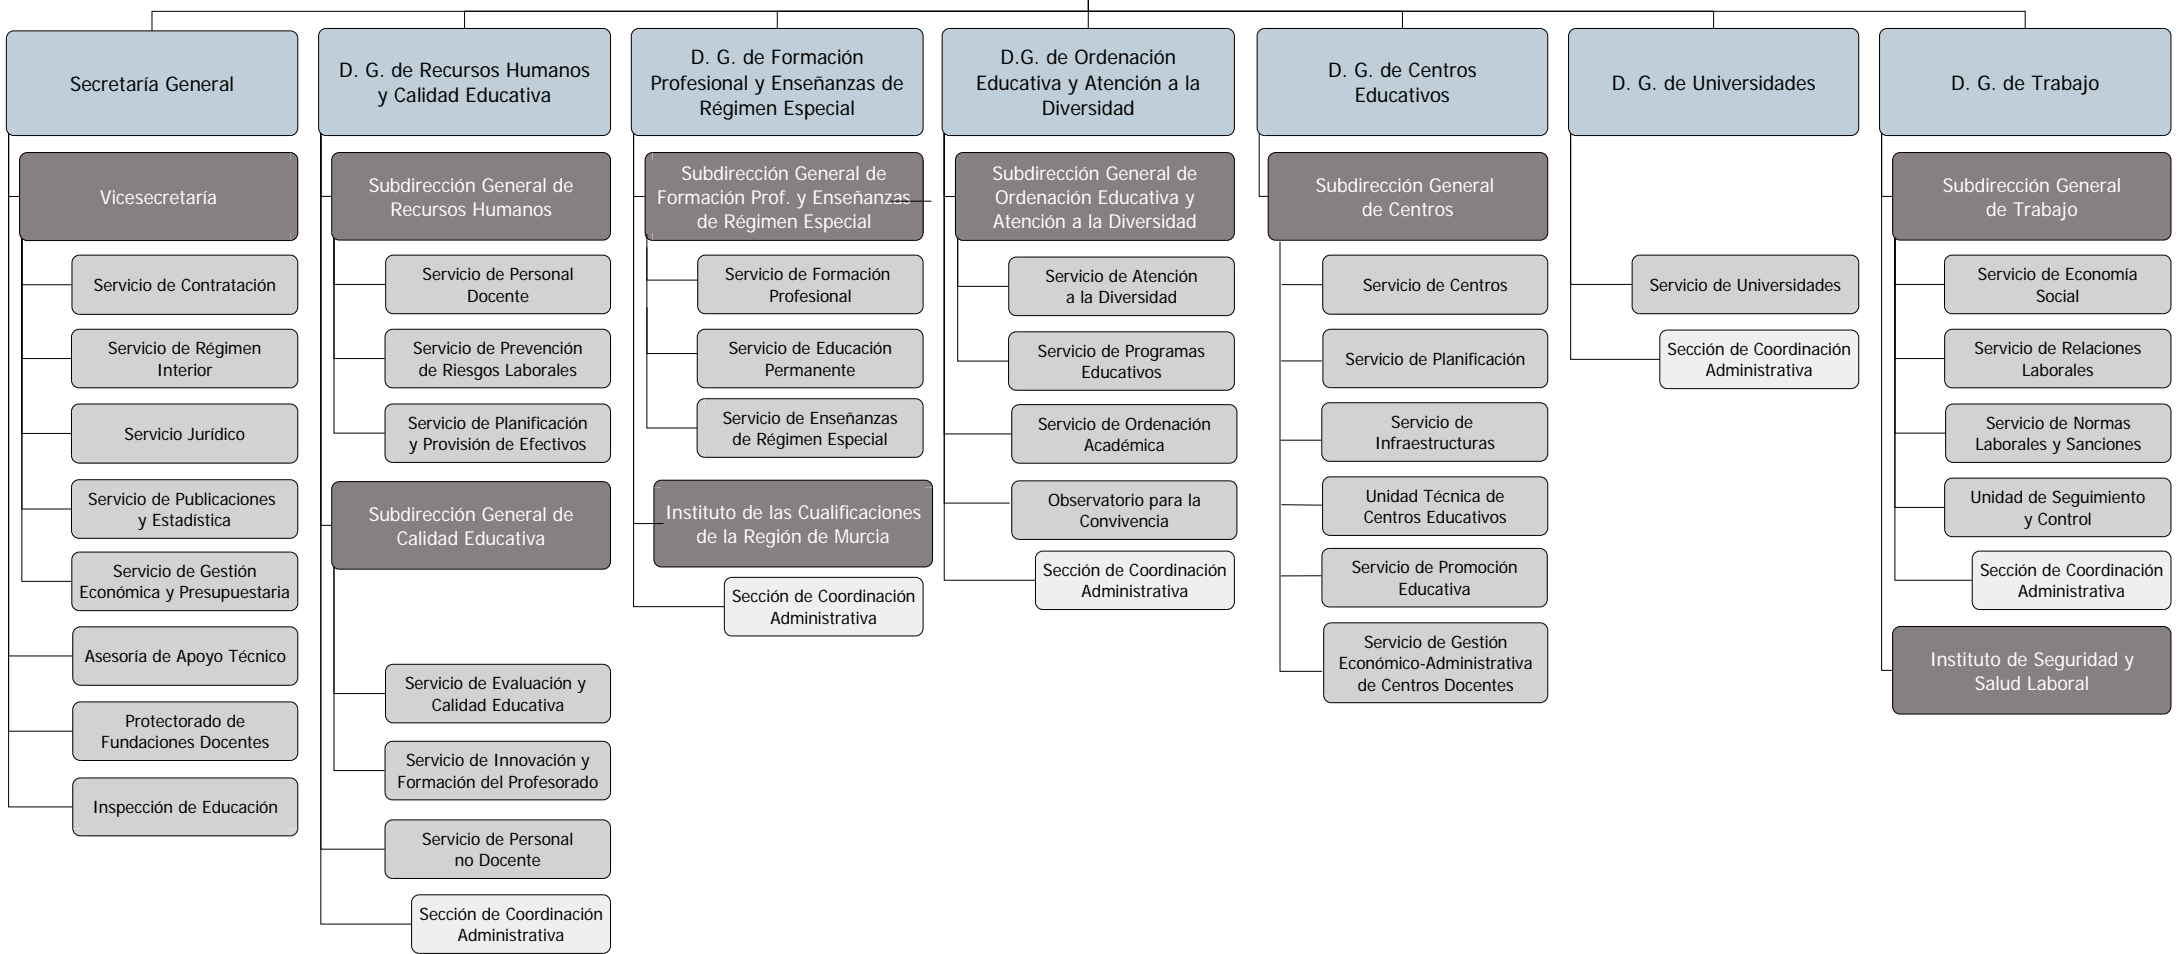 Secretaría General
Vicesecretaría
Servicio de Contratación
Servicio de Régimen
Interior
Servicio Jurídico
Servicio de Publicaciones
y Estadística
Servicio de Gestión
Económica y Presupuestaria
Asesoría de Apoyo Técnico
Protectorado de
Fundaciones Docentes
Inspección de Educación
D. G. de Recursos Humanos
y Calidad Educativa
Subdirección General de
Recursos Humanos
Servicio de Personal
Docente
Servicio de Prevención
de Riesgos Laborales
Servicio de Planificación
y Provisión de Efectivos
Subdirección General de
Calidad Educativa
Servicio de Evaluación y
Calidad Educativa
Servicio de Innovación y
Formación del Profesorado
Servicio de Personal
no Docente
Sección de Coordinación
Administrativa
D. G. de Formación
Profesional y Enseñanzas de
Régimen Especial
Subdirección General de
Formación Prof. y Enseñanzas
de Régimen Especial
Servicio de Formación
Profesional
Servicio de Educación
Permanente
Servicio de Enseñanzas
de Régimen Especial
Instituto de las Cualificaciones
de la Región de Murcia
Sección de Coordinación
Administrativa
D.G. de Ordenación
Educativa y Atención a la
Diversidad
Subdirección General de
Ordenación Educativa y
Atención a la Diversidad
Servicio de Atención
a la Diversidad
Servicio de Programas
Educativos
Servicio de Ordenación
Académica
Observatorio para la
Convivencia
Sección de Coordinación
Administrativa
D. G. de Centros
Educativos
Subdirección General
de Centros
Servicio de Centros
Servicio de Planificación
Servicio de
Infraestructuras
Unidad Técnica de
Centros Educativos
Servicio de Promoción
Educativa
Servicio de Gestión
Económico-Administrativa
de Centros Docentes
D. G. de Universidades
Servicio de Universidades
Sección de Coordinación
Administrativa
D. G. de Trabajo
Subdirección General
de Trabajo
Servicio de Economía
Social
Servicio de Relaciones
Laborales
Servicio de Normas
Laborales y Sanciones
Unidad de Seguimiento
y Control
Sección de Coordinación
Administrativa
Instituto de Seguridad y
Salud Laboral